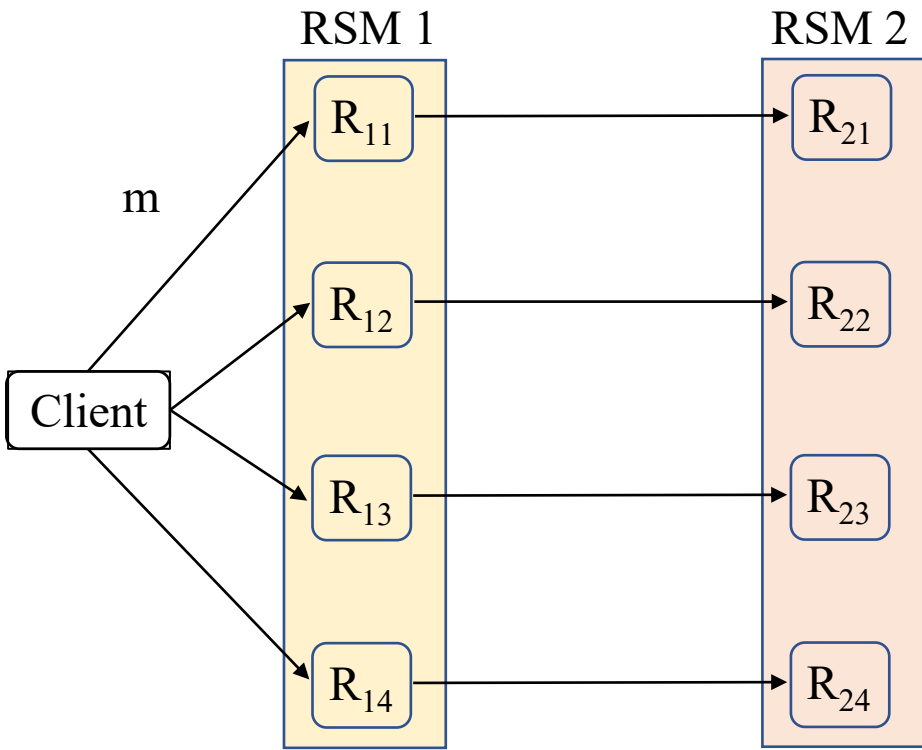 RSM 1
RSM 2
R₁₁
R₂₁
m
R₁₂
R₂₂
Client
R₁₃
R₂₃
R₁₄
R₂₄